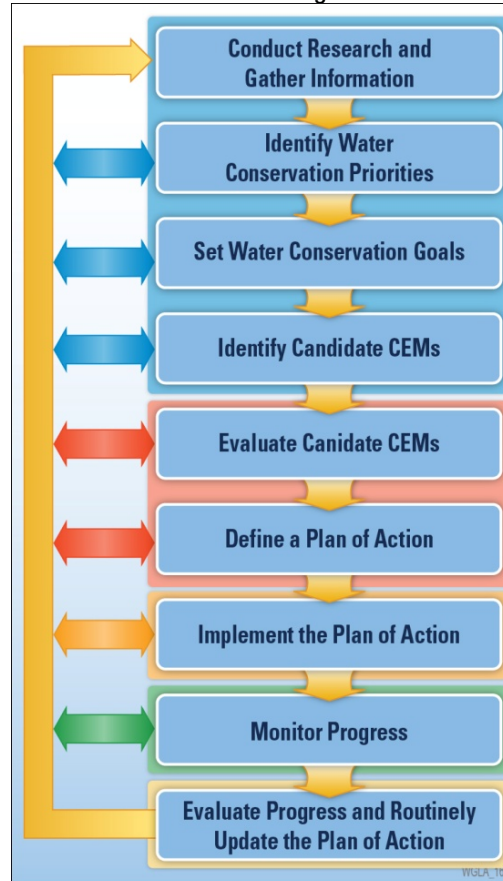 Conduct Research and
Gather Information
Identify Water
Conservation Priorities
Set Water Conservation Goals
Identify Candidate CEMs
Evaluate Canidate CEMs
Define a Plan of Action
Implement the Plan of Action
Monitor Progress
Evaluate Progress and Routinely
Update the Plan of Action